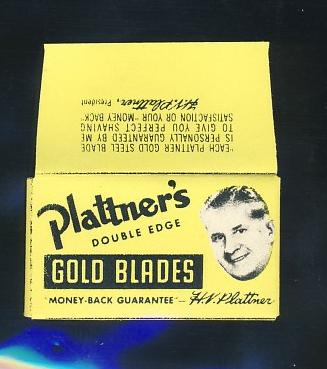 "EACH PLATTNER GOLD STEEL BLADE
IS PERSONALLY GUARANTEED BY ME
TO GIVE YOU PERFECT SHAVING
SATISFACTION OR YOUR "MONEY BACK"
H.V. Plattner, President
Plattner's
DOUBLE EDGE
GOLD BLADES
"MONEY-BACK GUARANTEE" — H.V. Plattner